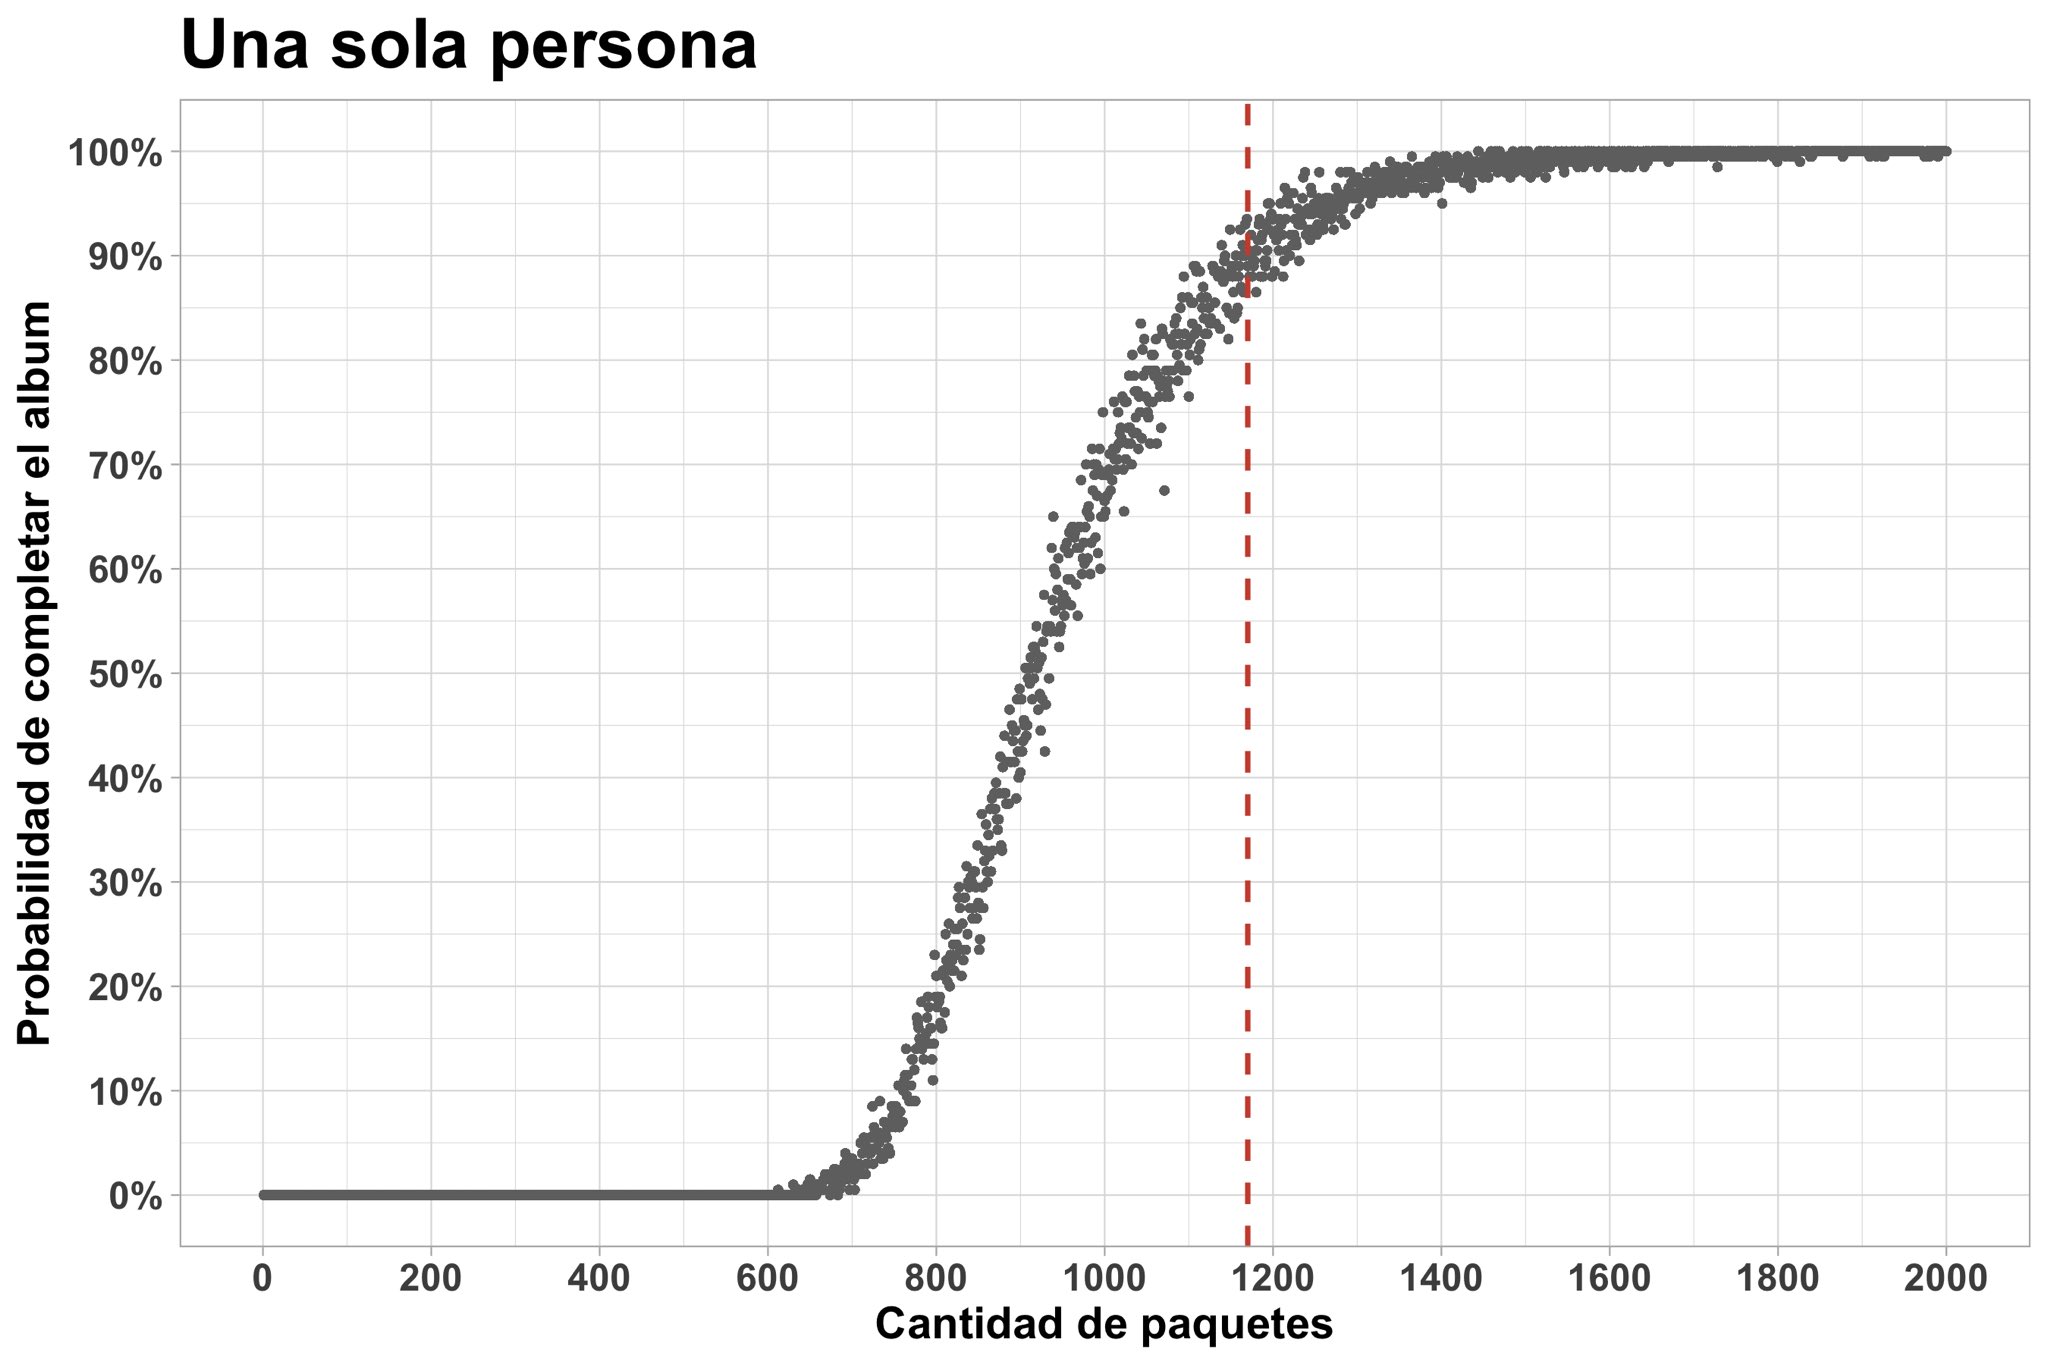 Una sola persona
Probabilidad de completar el album
100%
90%
80%
70%
60%
50%
40%
30%
20%
10%
0%
0 200 400 600 800 1000 1200 1400 1600 1800 2000
Cantidad de paquetes